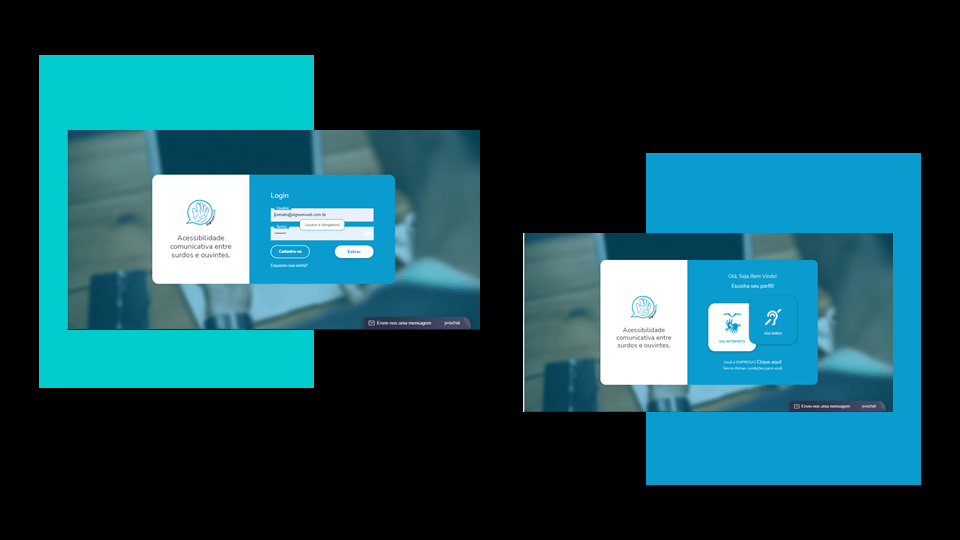 Login
Usuário
contato@signumweb.com.br
Usuário é obrigatório
Senha
Cadastre-se
Entrar
Esqueceu sua senha?
Acessibilidade
comunicativa entre
surdos e ouvintes.
Envie-nos uma mensagem
jivochat
Olá, Seja Bem Vindo!
Escolha seu perfil!
SOU INTÉRPRETE
SOU SURDO
Acessibilidade
comunicativa entre
surdos e ouvintes.
Você é EMPRESA? Clique aqui!
Temos ótimas condições para você.
Envie-nos uma mensagem
jivochat